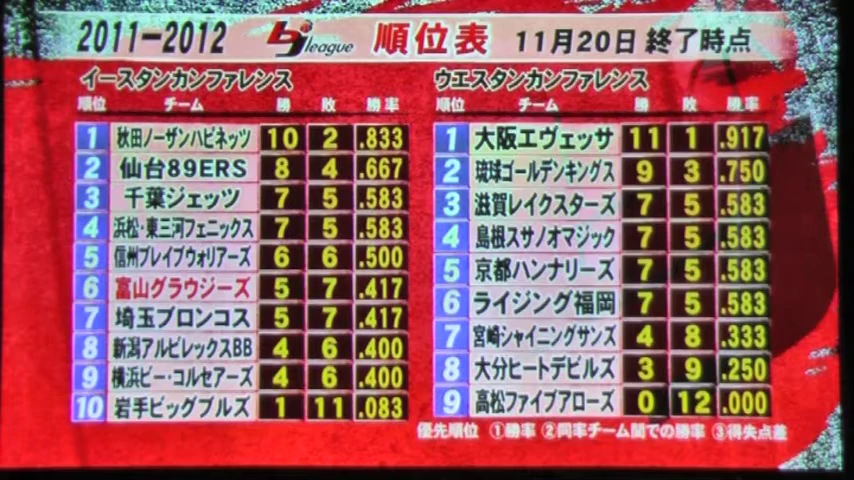 2011−2012 bj league 順位表 11月20日 終了時点
イースタンカンファレンス
順位 チーム 勝 敗 勝率
1 秋田ノーザンハピネッツ 10 2 .833
2 仙台89ERS 8 4 .667
3 千葉ジェッツ 7 5 .583
4 浜松・東三河フェニックス 7 5 .583
5 信州ブレイブウォリアーズ 6 6 .500
6 富山グラウジーズ 5 7 .417
7 埼玉ブロンコス 5 7 .417
8 新潟アルビレックスBB 4 6 .400
9 横浜ビー・コルセアーズ 4 6 .400
10 岩手ビッグブルズ 1 11 .083
ウエスタンカンファレンス
順位 チーム 勝 敗 勝率
1 大阪エヴェッサ 11 1 .917
2 琉球ゴールデンキングス 9 3 .750
3 滋賀レイクスターズ 7 5 .583
4 島根スサノオマジック 7 5 .583
5 京都ハンナリーズ 7 5 .583
6 ライジング福岡 7 5 .583
7 宮崎シャイニングサンズ 4 8 .333
8 大分ヒートデビルズ 3 9 .250
9 高松ファイブアローズ 0 12 .000
優先順位 ①勝率 ②同率チーム間での勝率 ③得失点差